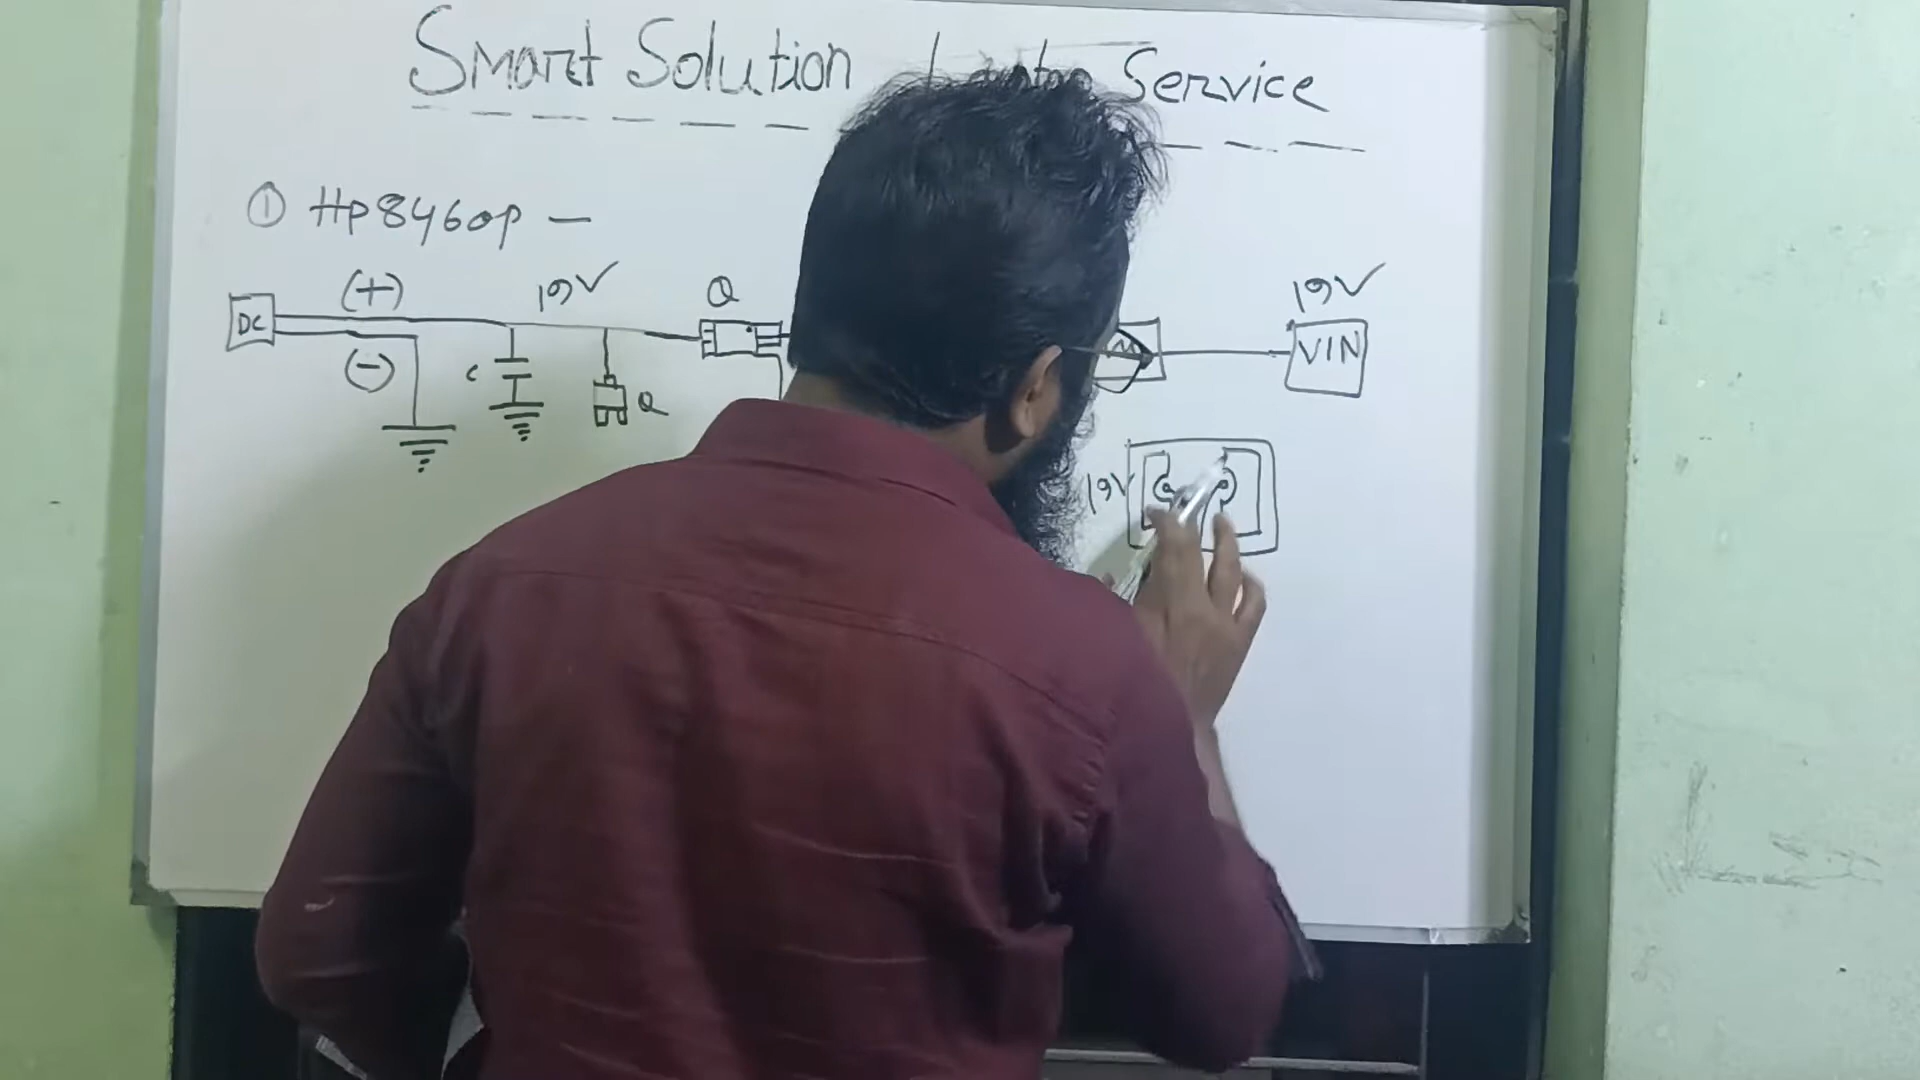 Smart Solution Laptop Service
① Hp8460p —
(+) 19V Q 19V
DC VIN
(-) C Q
19V